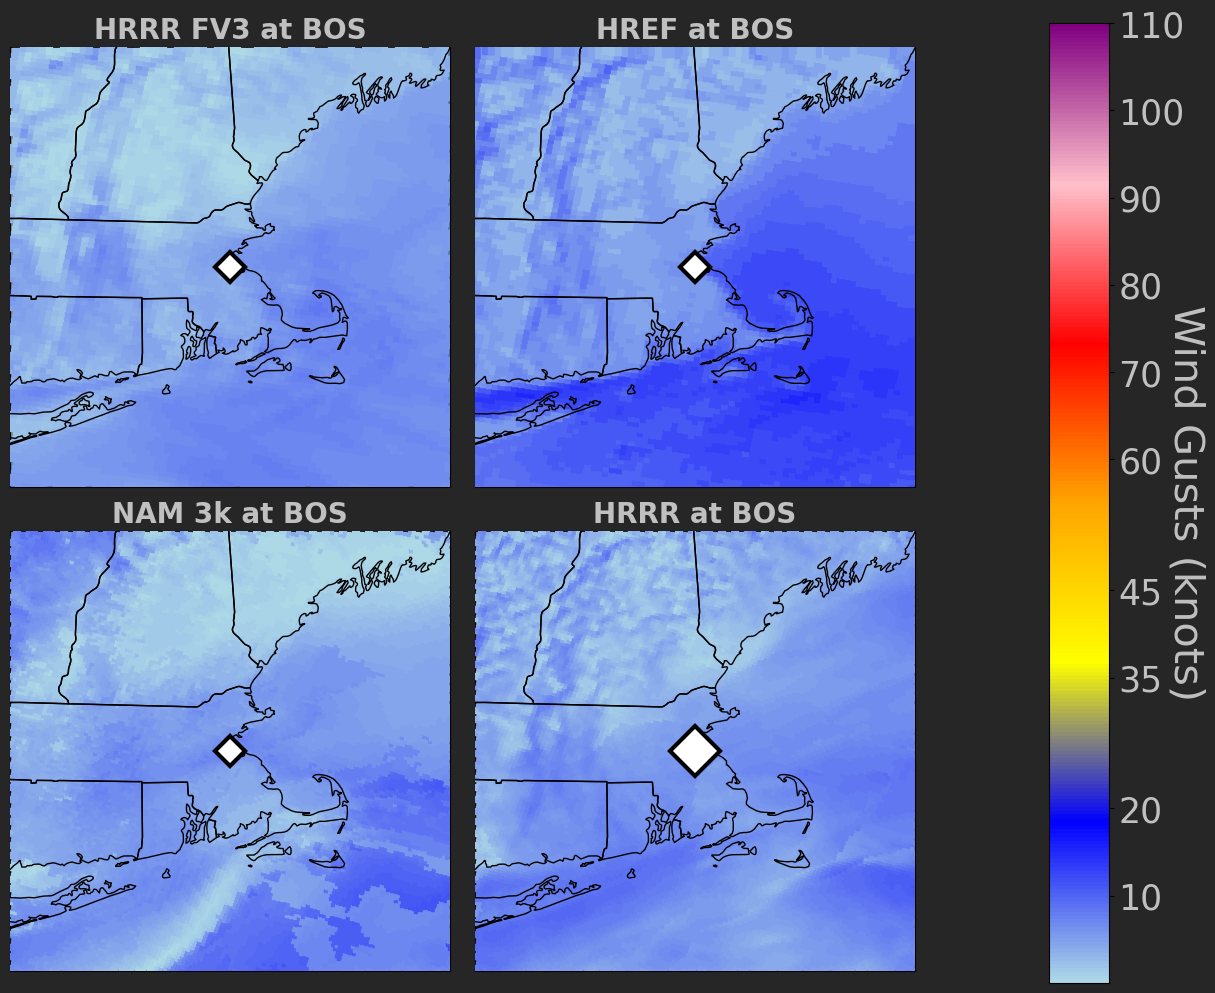 HRRR FV3 at BOS
HREF at BOS
NAM 3k at BOS
HRRR at BOS
110
100
90
80
70
60
45
35
20
10
Wind Gusts (knots)